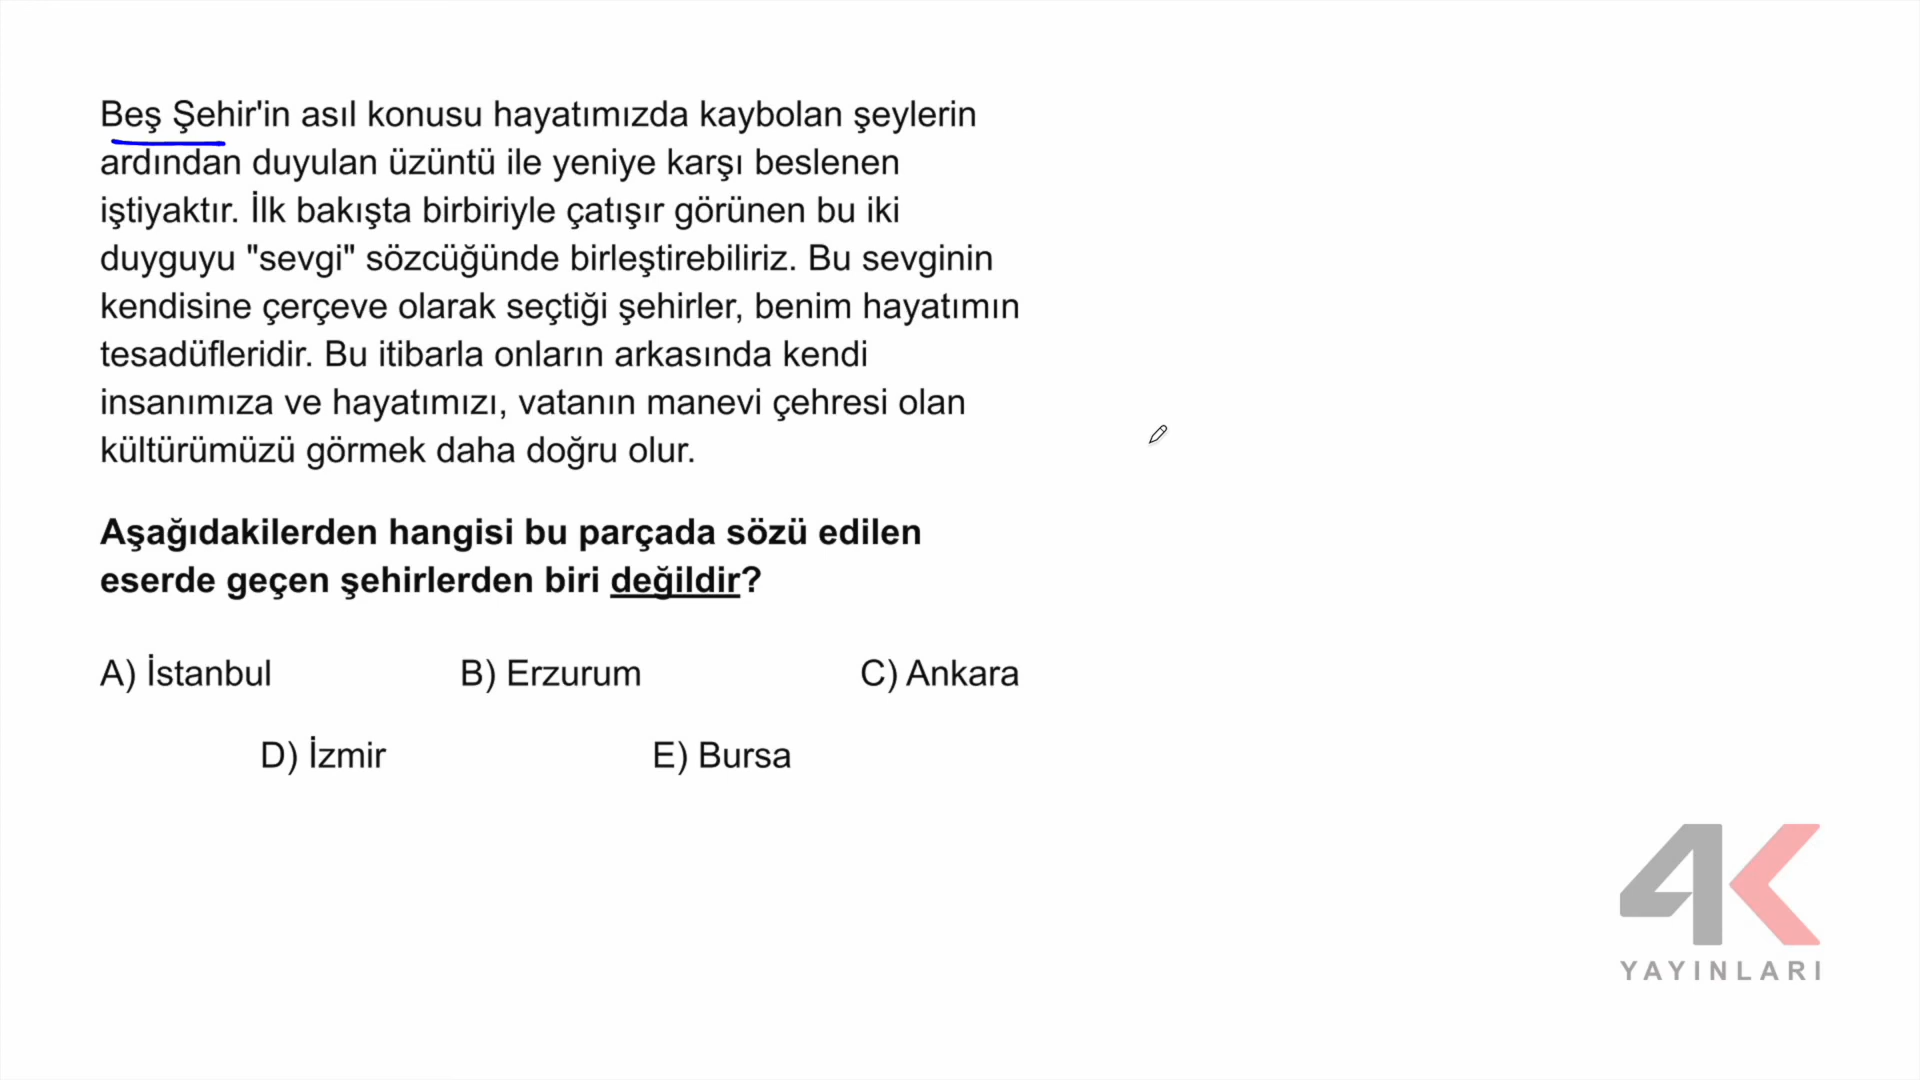 Beş Şehir'in asıl konusu hayatımızda kaybolan şeylerin
ardından duyulan üzüntü ile yeniye karşı beslenen
iştiyaktır. İlk bakışta birbiriyle çatışır görünen bu iki
duyguyu "sevgi" sözcüğünde birleştirebiliriz. Bu sevginin
kendisine çerçeve olarak seçtiği şehirler, benim hayatımın
tesadüfleridir. Bu itibarla onların arkasında kendi
insanımıza ve hayatımızı, vatanın manevi çehresi olan
kültürümüzü görmek daha doğru olur.
Aşağıdakilerden hangisi bu parçada sözü edilen
eserde geçen şehirlerden biri değildir?
A) İstanbul B) Erzurum C) Ankara
D) İzmir E) Bursa
4K
YAYINLARI